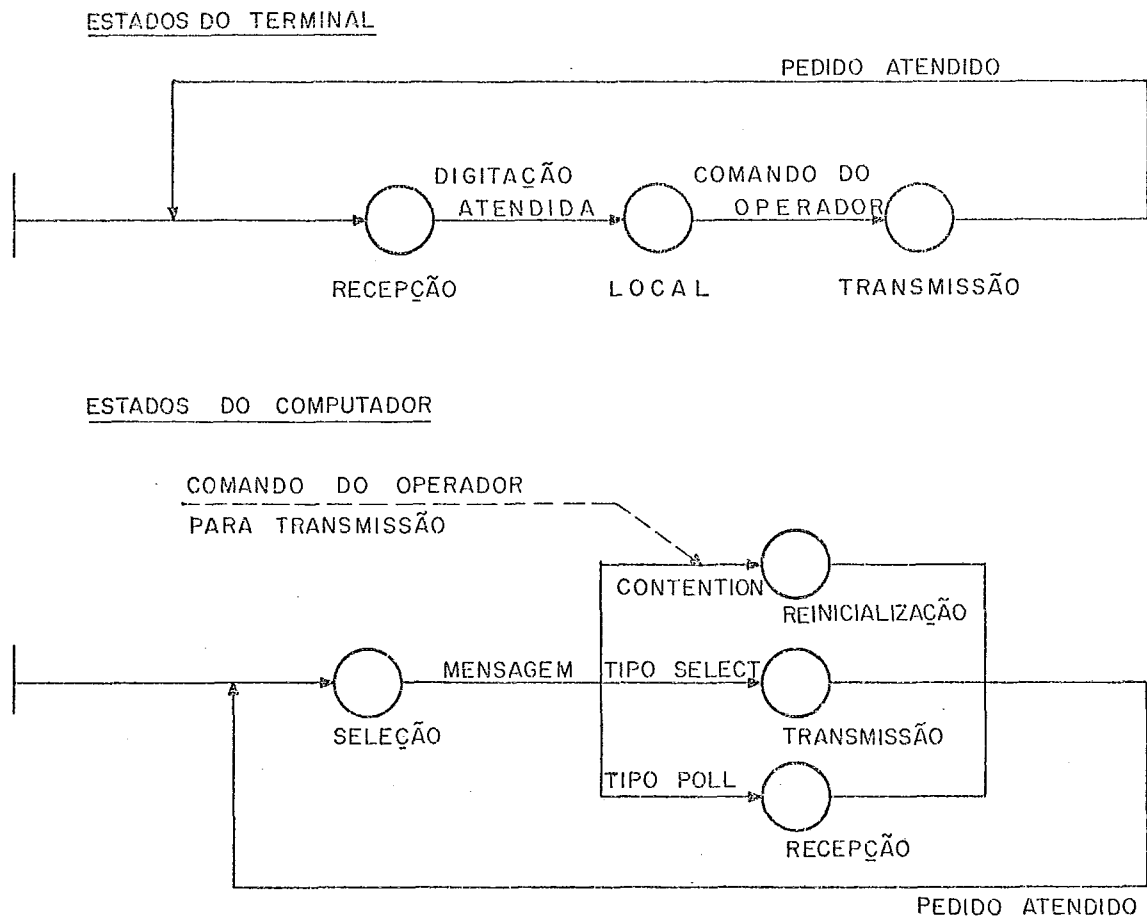 ESTADOS DO TERMINAL
PEDIDO ATENDIDO
DIGITAÇÃO
ATENDIDA
COMANDO DO
OPERADOR
RECEPÇÃO
LOCAL
TRANSMISSÃO
ESTADOS DO COMPUTADOR
COMANDO DO OPERADOR
PARA TRANSMISSÃO
CONTENTION
REINICIALIZAÇÃO
MENSAGEM
TIPO SELECT
SELEÇÃO
TRANSMISSÃO
TIPO POLL
RECEPÇÃO
PEDIDO ATENDIDO